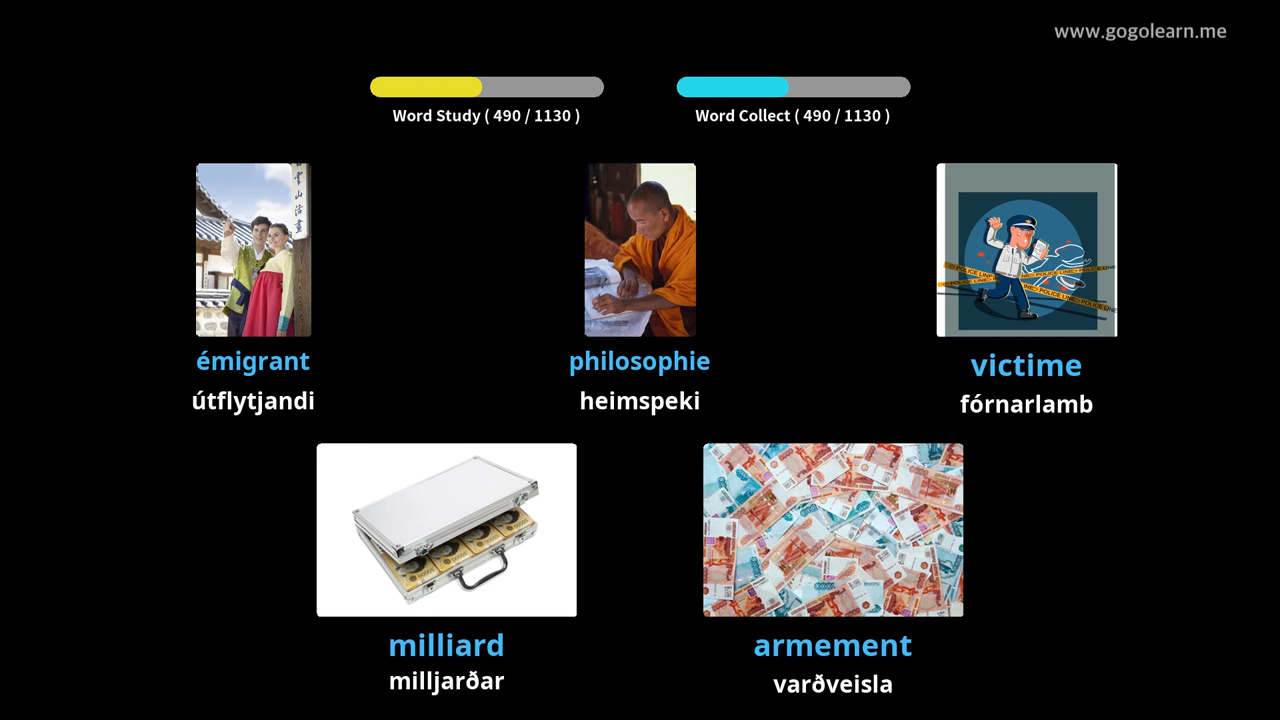 www.gogolearn.me
Word Study ( 490 / 1130 )
Word Collect ( 490 / 1130 )
émigrant
philosophie
victime
útflytjandi
heimspeki
fórnarlamb
milliard
armement
milljarðar
varðveisla